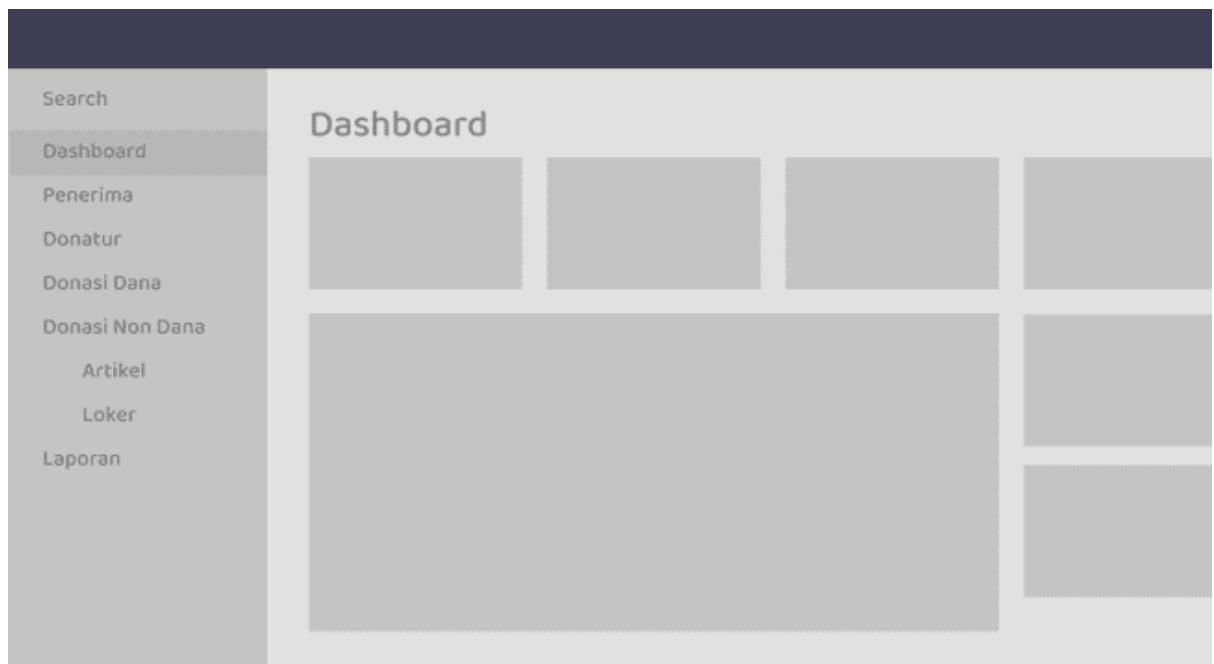 Search
Dashboard
Dashboard
Penerima
Donatur
Donasi Dana
Donasi Non Dana
Artikel
Loker
Laporan